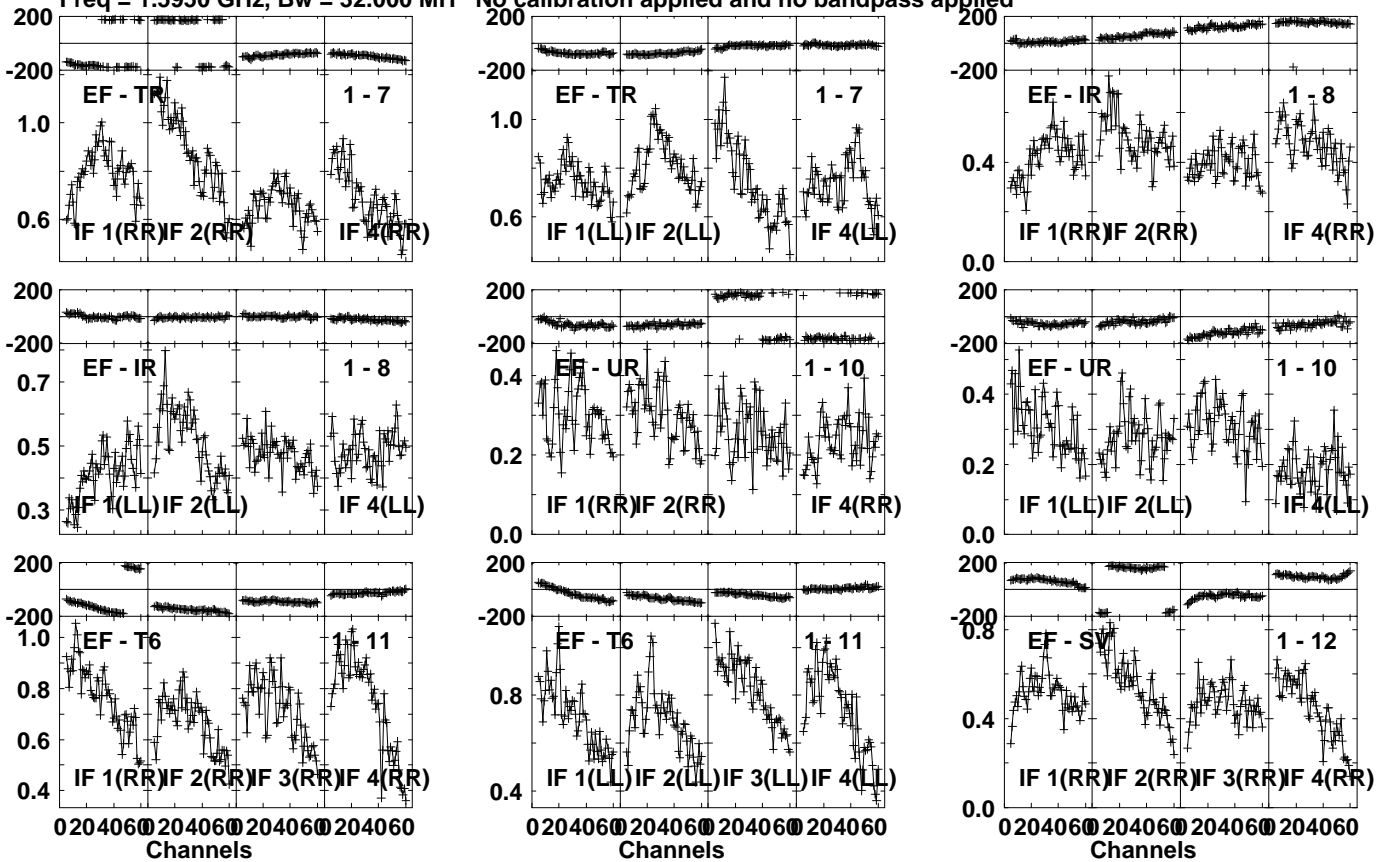 Freq = 1.5950 GHz, Bw = 32.000 MH No calibration applied and no bandpass applied
200 200 200
-200 -200 -200
EF - TR 1 - 7 EF - TR 1 - 7 EF - IR 1 - 8
1.0 1.0
0.4
0.6 0.6
IF 1(RR) IF 2(RR) IF 4(RR) IF 1(LL) IF 2(LL) IF 4(LL) IF 1(RR) IF 2(RR) IF 4(RR)
0.0
200 200 200
-200 -200 -200
EF - IR 1 - 8 EF - UR 1 - 10 EF - UR 1 - 10
0.7 0.4 0.4
0.5 0.2 0.2
0.3
IF 1(LL) IF 2(LL) IF 4(LL) IF 1(RR) IF 2(RR) IF 4(RR) IF 1(LL) IF 2(LL) IF 4(LL)
0.0 0.0
200 200 200
-200 -200 -200
EF - T6 1 - 11 EF - T6 1 - 11 EF - SV 1 - 12
1.0 0.8
0.8 0.8
0.6 0.4
IF 1(RR) IF 2(RR) IF 3(RR) IF 4(RR) IF 1(LL) IF 2(LL) IF 3(LL) IF 4(LL) IF 1(RR) IF 2(RR) IF 3(RR) IF 4(RR)
0.4 0.4 0.0
0 20 40 60 0 20 40 60 0 20 40 60 0 20 40 60 0 20 40 60 0 20 40 60 0 20 40 60 0 20 40 60 0 20 40 60 0 20 40 60 0 20 40 60 0 20 40 60
Channels Channels Channels